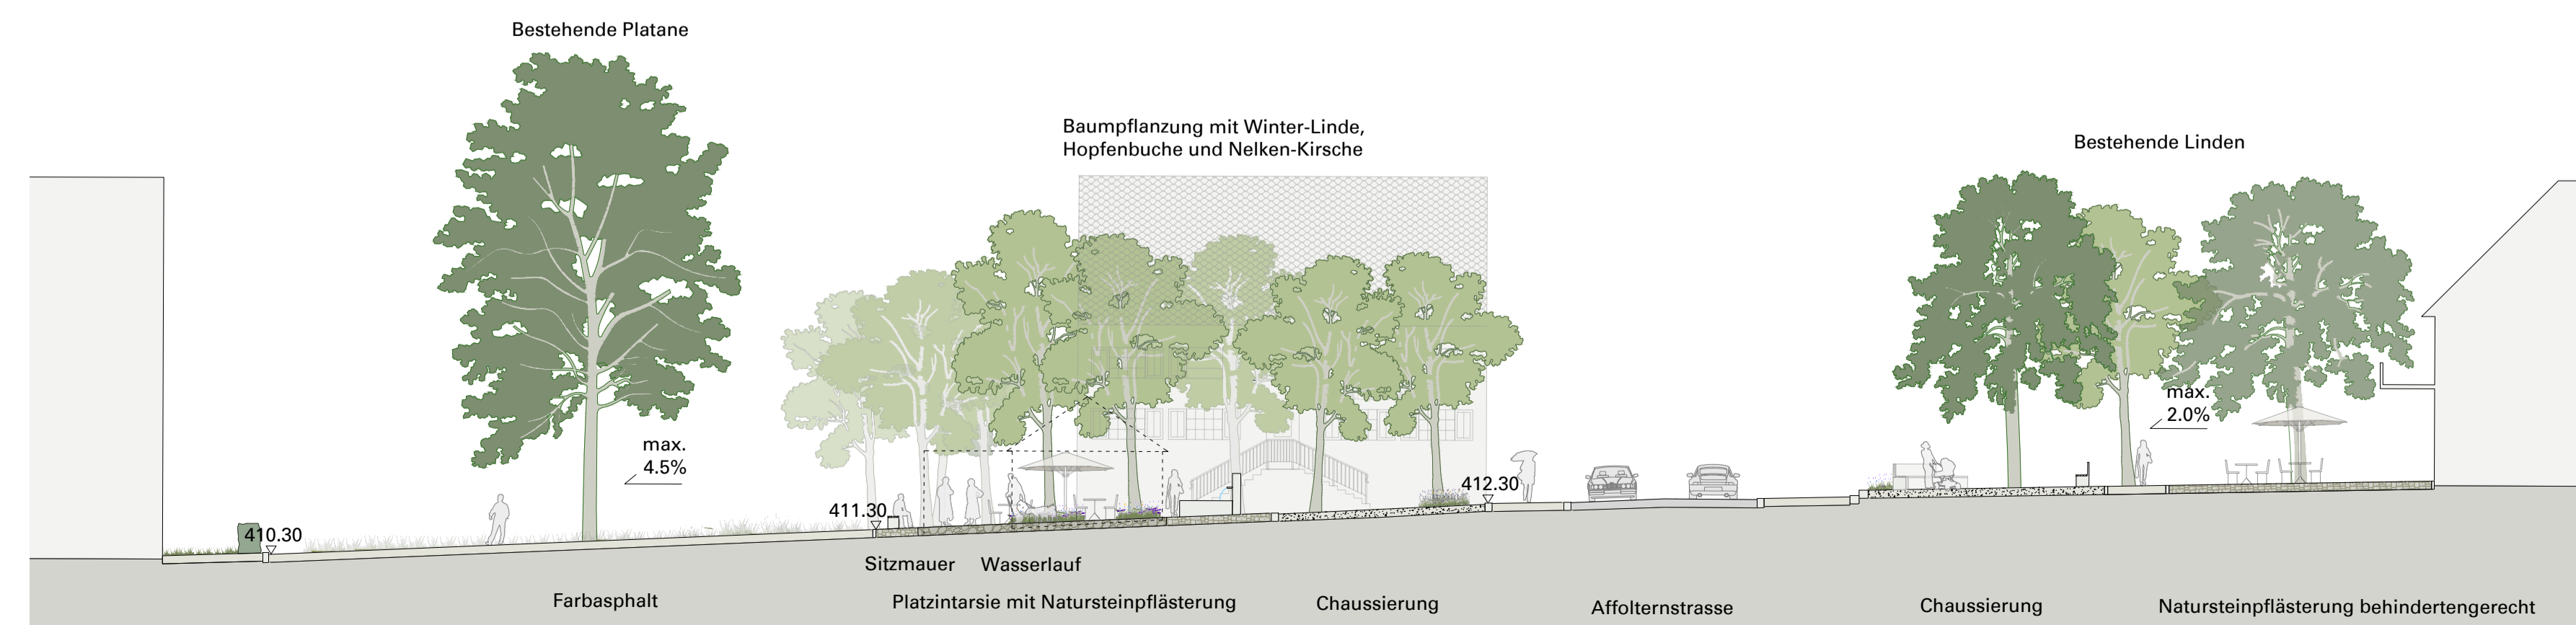 Bestehende Platane
Baumpflanzung mit Winter-Linde,
Hopfenbuche und Nelken-Kirsche
Bestehende Linden
max.
2.0%
max.
4.5%
412.30
411.30
410.30
Sitzmauer
Wasserlauf
Farbasphalt
Platzintarsie mit Natursteinpflästerung
Chaussierung
Affolternstrasse
Chaussierung
Natursteinpflästerung behindertengerecht